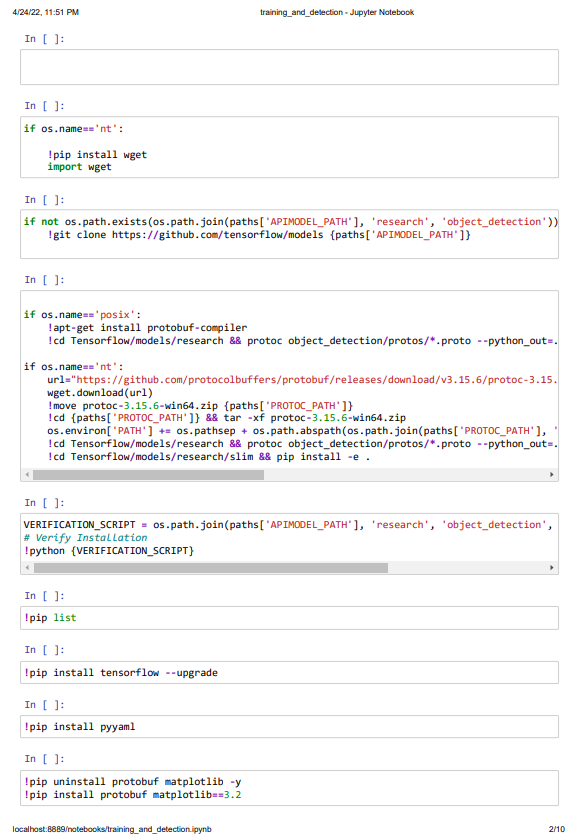 4/24/22, 11:51 PM training_and_detection - Jupyter Notebook
In [ ]:
In [ ]:
if os.name=='nt':
    !pip install wget
    import wget
In [ ]:
if not os.path.exists(os.path.join(paths['APIMODEL_PATH'], 'research', 'object_detection'))
    !git clone https://github.com/tensorflow/models {paths['APIMODEL_PATH']}
In [ ]:
if os.name=='posix':
    !apt-get install protobuf-compiler
    !cd Tensorflow/models/research && protoc object_detection/protos/*.proto --python_out=.
if os.name=='nt':
    url="https://github.com/protocolbuffers/protobuf/releases/download/v3.15.6/protoc-3.15.
    wget.download(url)
    !move protoc-3.15.6-win64.zip {paths['PROTOC_PATH']}
    !cd {paths['PROTOC_PATH']} && tar -xf protoc-3.15.6-win64.zip
    os.environ['PATH'] += os.pathsep + os.path.abspath(os.path.join(paths['PROTOC_PATH'], '
    !cd Tensorflow/models/research && protoc object_detection/protos/*.proto --python_out=.
    !cd Tensorflow/models/research/slim && pip install -e .
In [ ]:
VERIFICATION_SCRIPT = os.path.join(paths['APIMODEL_PATH'], 'research', 'object_detection',
# Verify Installation
!python {VERIFICATION_SCRIPT}
In [ ]:
!pip list
In [ ]:
!pip install tensorflow --upgrade
In [ ]:
!pip install pyyaml
In [ ]:
!pip uninstall protobuf matplotlib -y
!pip install protobuf matplotlib==3.2
localhost:8889/notebooks/training_and_detection.ipynb 2/10